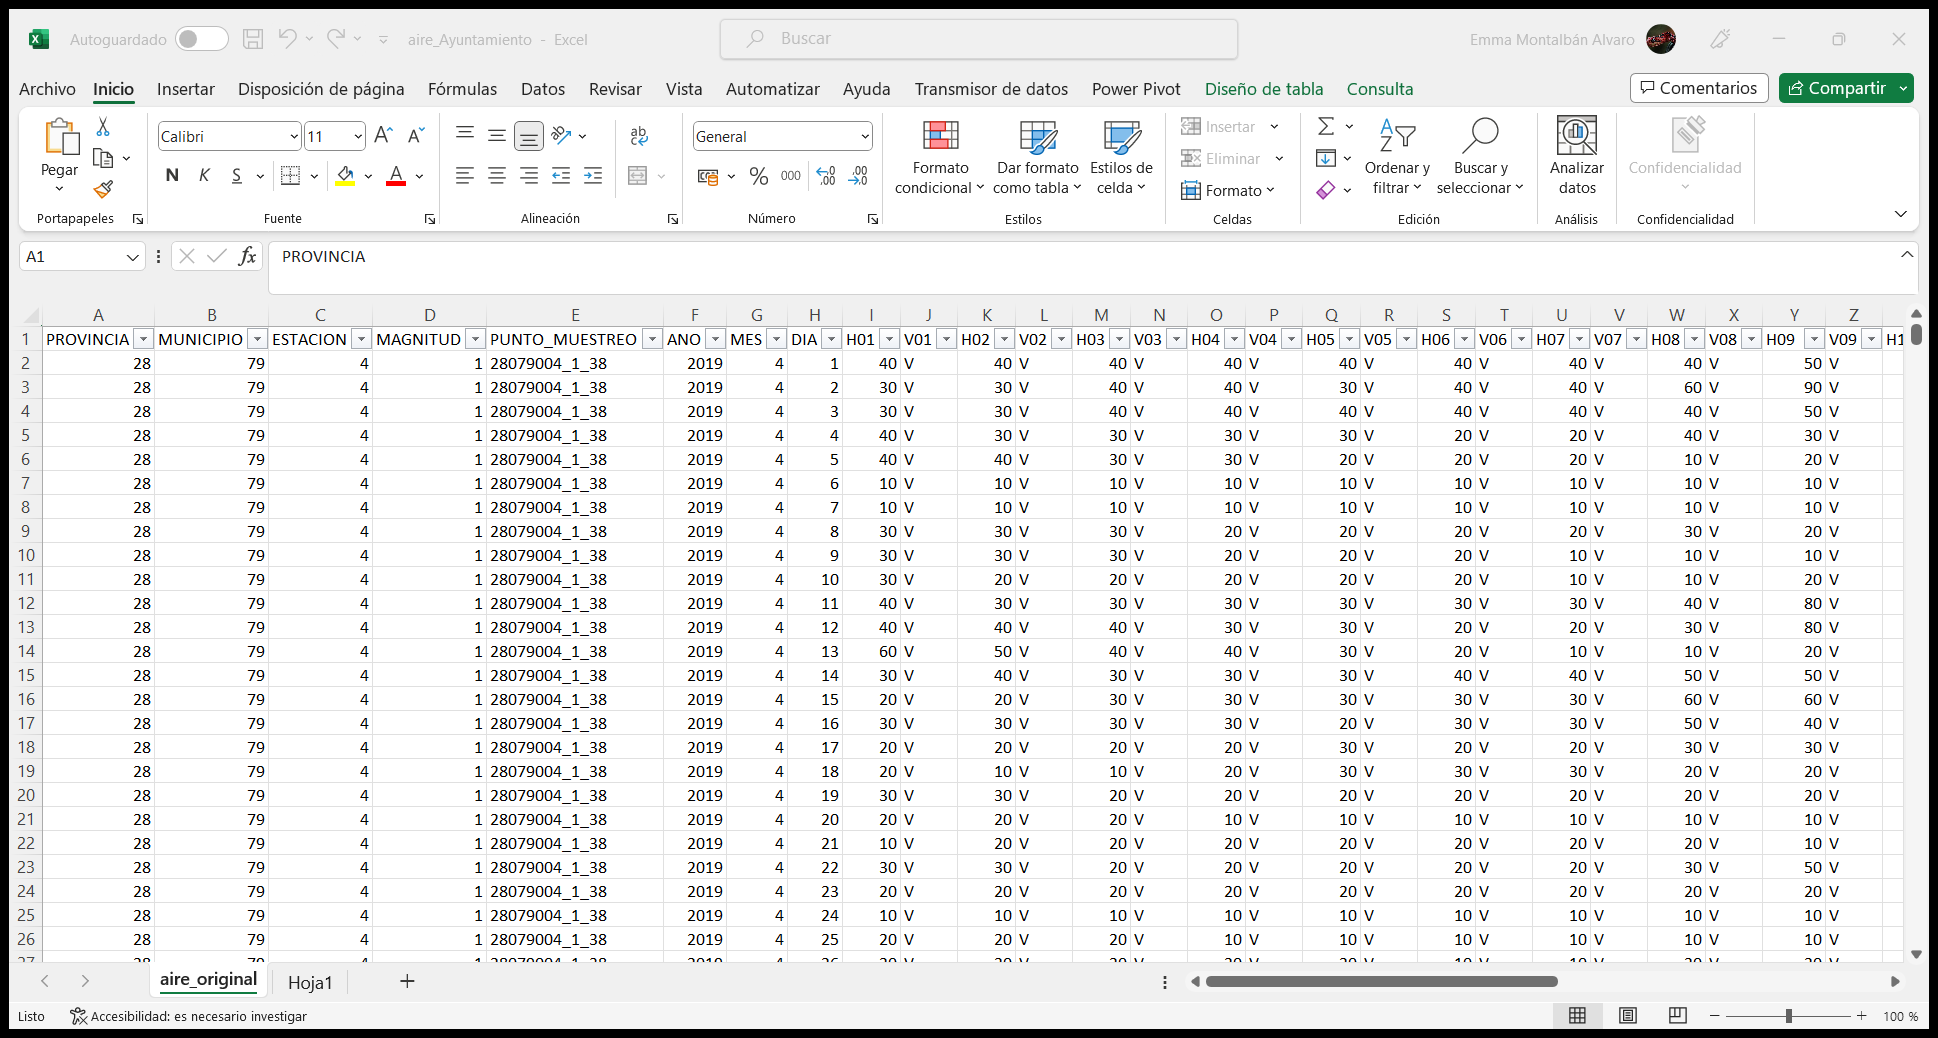 Autoguardado aire_Ayuntamiento - Excel Buscar Emma Montalbán Alvaro
Archivo Inicio Insertar Disposición de página Fórmulas Datos Revisar Vista Automatizar Ayuda Transmisor de datos Power Pivot Diseño de tabla Consulta Comentarios Compartir
Pegar Calibri 11 General Formato condicional Dar formato como tabla Estilos de celda Insertar Eliminar Formato Ordenar y filtrar Buscar y seleccionar Analizar datos Confidencialidad
N K S % 000
Portapapeles Fuente Alineación Número Estilos Celdas Edición Análisis Confidencialidad
A1 fx PROVINCIA
A B C D E F G H I J K L M N O P Q R S T U V W X Y Z
1 PROVINCIA MUNICIPIO ESTACION MAGNITUD PUNTO_MUESTREO ANO MES DIA H01 V01 H02 V02 H03 V03 H04 V04 H05 V05 H06 V06 H07 V07 H08 V08 H09 V09 H1
2 28 79 4 1 28079004_1_38 2019 4 1 40 V 40 V 40 V 40 V 40 V 40 V 40 V 40 V 50 V
3 28 79 4 1 28079004_1_38 2019 4 2 30 V 30 V 40 V 40 V 30 V 40 V 40 V 60 V 90 V
4 28 79 4 1 28079004_1_38 2019 4 3 30 V 30 V 40 V 40 V 40 V 40 V 40 V 40 V 50 V
5 28 79 4 1 28079004_1_38 2019 4 4 40 V 30 V 30 V 30 V 30 V 20 V 20 V 40 V 30 V
6 28 79 4 1 28079004_1_38 2019 4 5 40 V 40 V 30 V 30 V 20 V 20 V 20 V 10 V 20 V
7 28 79 4 1 28079004_1_38 2019 4 6 10 V 10 V 10 V 10 V 10 V 10 V 10 V 10 V 10 V
8 28 79 4 1 28079004_1_38 2019 4 7 10 V 10 V 10 V 10 V 10 V 10 V 10 V 10 V 10 V
9 28 79 4 1 28079004_1_38 2019 4 8 30 V 30 V 30 V 20 V 20 V 20 V 20 V 30 V 20 V
10 28 79 4 1 28079004_1_38 2019 4 9 30 V 30 V 30 V 20 V 20 V 20 V 10 V 10 V 10 V
11 28 79 4 1 28079004_1_38 2019 4 10 30 V 20 V 20 V 20 V 20 V 20 V 10 V 10 V 20 V
12 28 79 4 1 28079004_1_38 2019 4 11 40 V 30 V 30 V 30 V 30 V 30 V 30 V 40 V 80 V
13 28 79 4 1 28079004_1_38 2019 4 12 40 V 40 V 40 V 30 V 30 V 20 V 20 V 30 V 80 V
14 28 79 4 1 28079004_1_38 2019 4 13 60 V 50 V 40 V 40 V 30 V 20 V 10 V 10 V 20 V
15 28 79 4 1 28079004_1_38 2019 4 14 30 V 40 V 30 V 30 V 30 V 40 V 40 V 50 V 50 V
16 28 79 4 1 28079004_1_38 2019 4 15 20 V 20 V 30 V 30 V 30 V 30 V 30 V 60 V 60 V
17 28 79 4 1 28079004_1_38 2019 4 16 30 V 30 V 30 V 30 V 20 V 30 V 30 V 50 V 40 V
18 28 79 4 1 28079004_1_38 2019 4 17 20 V 20 V 20 V 20 V 30 V 20 V 20 V 30 V 30 V
19 28 79 4 1 28079004_1_38 2019 4 18 20 V 10 V 10 V 20 V 30 V 30 V 30 V 20 V 20 V
20 28 79 4 1 28079004_1_38 2019 4 19 30 V 30 V 20 V 20 V 20 V 20 V 20 V 20 V 20 V
21 28 79 4 1 28079004_1_38 2019 4 20 20 V 20 V 20 V 10 V 10 V 10 V 10 V 10 V 10 V
22 28 79 4 1 28079004_1_38 2019 4 21 10 V 20 V 20 V 20 V 20 V 20 V 20 V 20 V 10 V
23 28 79 4 1 28079004_1_38 2019 4 22 30 V 30 V 20 V 20 V 20 V 20 V 20 V 30 V 50 V
24 28 79 4 1 28079004_1_38 2019 4 23 20 V 20 V 20 V 20 V 20 V 20 V 20 V 20 V 20 V
25 28 79 4 1 28079004_1_38 2019 4 24 10 V 10 V 10 V 10 V 10 V 10 V 10 V 10 V 10 V
26 28 79 4 1 28079004_1_38 2019 4 25 20 V 20 V 20 V 10 V 10 V 10 V 10 V 10 V 10 V
aire_original Hoja1
Listo Accesibilidad: es necesario investigar 100 %